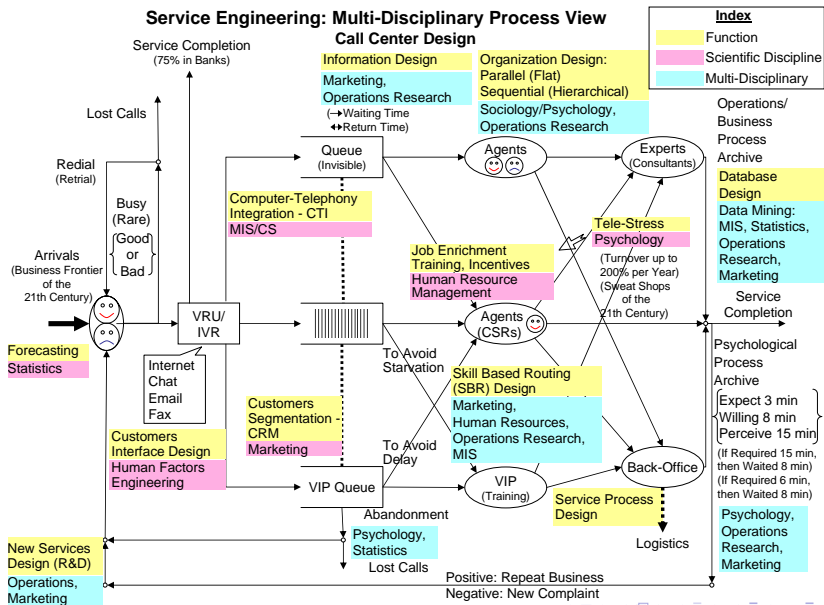 Service Engineering: Multi-Disciplinary Process View
Call Center Design
Index
Function
Scientific Discipline
Multi-Disciplinary
Service Completion
(75% in Banks)
Information Design
Marketing,
Operations Research
(→Waiting
Time
↔Return Time)
Organization Design:
Parallel (Flat)
Sequential (Hierarchical)
Sociology/Psychology,
Operations Research
Lost Calls
Redial
(Retrial)
Busy
(Rare)
Good
or
Bad
Arrivals
(Business Frontier
of the
21th Century)
Forecasting
Statistics
VRU/
IVR
Internet
Chat
Email
Fax
Customers
Interface Design
Human Factors
Engineering
Queue
(Invisible)
Computer-Telephony
Integration - CTI
MIS/CS
Customers
Segmentation -
CRM
Marketing
VIP Queue
Abandonment
Psychology,
Statistics
Lost Calls
Agents
Job Enrichment
Training, Incentives
Human Resource
Management
Agents
(CSRs)
To Avoid
Starvation
Skill Based Routing
(SBR) Design
Marketing,
Human Resources,
Operations Research,
MIS
To Avoid
Delay
VIP
(Training)
Service Process
Design
Experts
(Consultants)
Tele-Stress
Psychology
(Turnover up to
200% per Year)
(Sweat Shops
of the
21th Century)
Back-Office
Logistics
Operations/
Business
Process
Archive
Database
Design
Data Mining:
MIS, Statistics,
Operations
Research,
Marketing
Service
Completion
Psychological
Process
Archive
Expect 3 min
Willing 8 min
Perceive 15 min
(If Required 15 min,
then Waited 8 min)
(If Required 6 min,
then Waited 8 min)
Psychology,
Operations
Research,
Marketing
New Services
Design (R&D)
Operations,
Marketing
Positive: Repeat Business
Negative: New Complaint